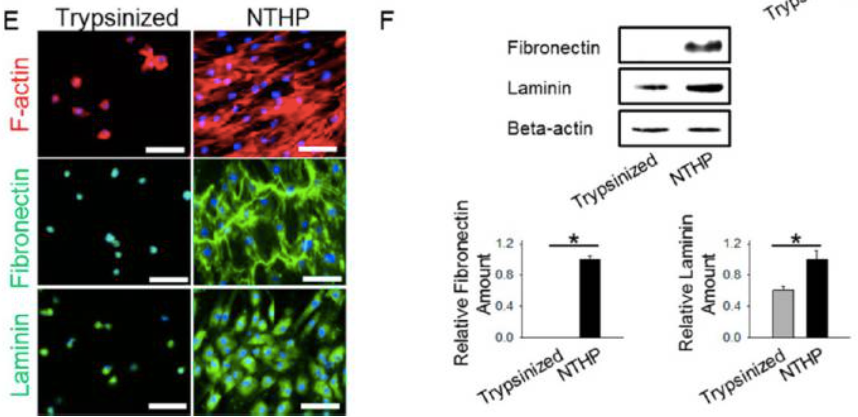 E
Trypsinized
NTHP
F-actin
Fibronectin
Laminin
F
Fibronectin
Laminin
Beta-actin
Trypsinized
NTHP
Relative Fibronectin
Amount
1.2
0.8
0.4
0.0
*
Trypsinized
NTHP
Relative Laminin
Amount
1.2
0.8
0.4
0.0
*
Trypsinized
NTHP